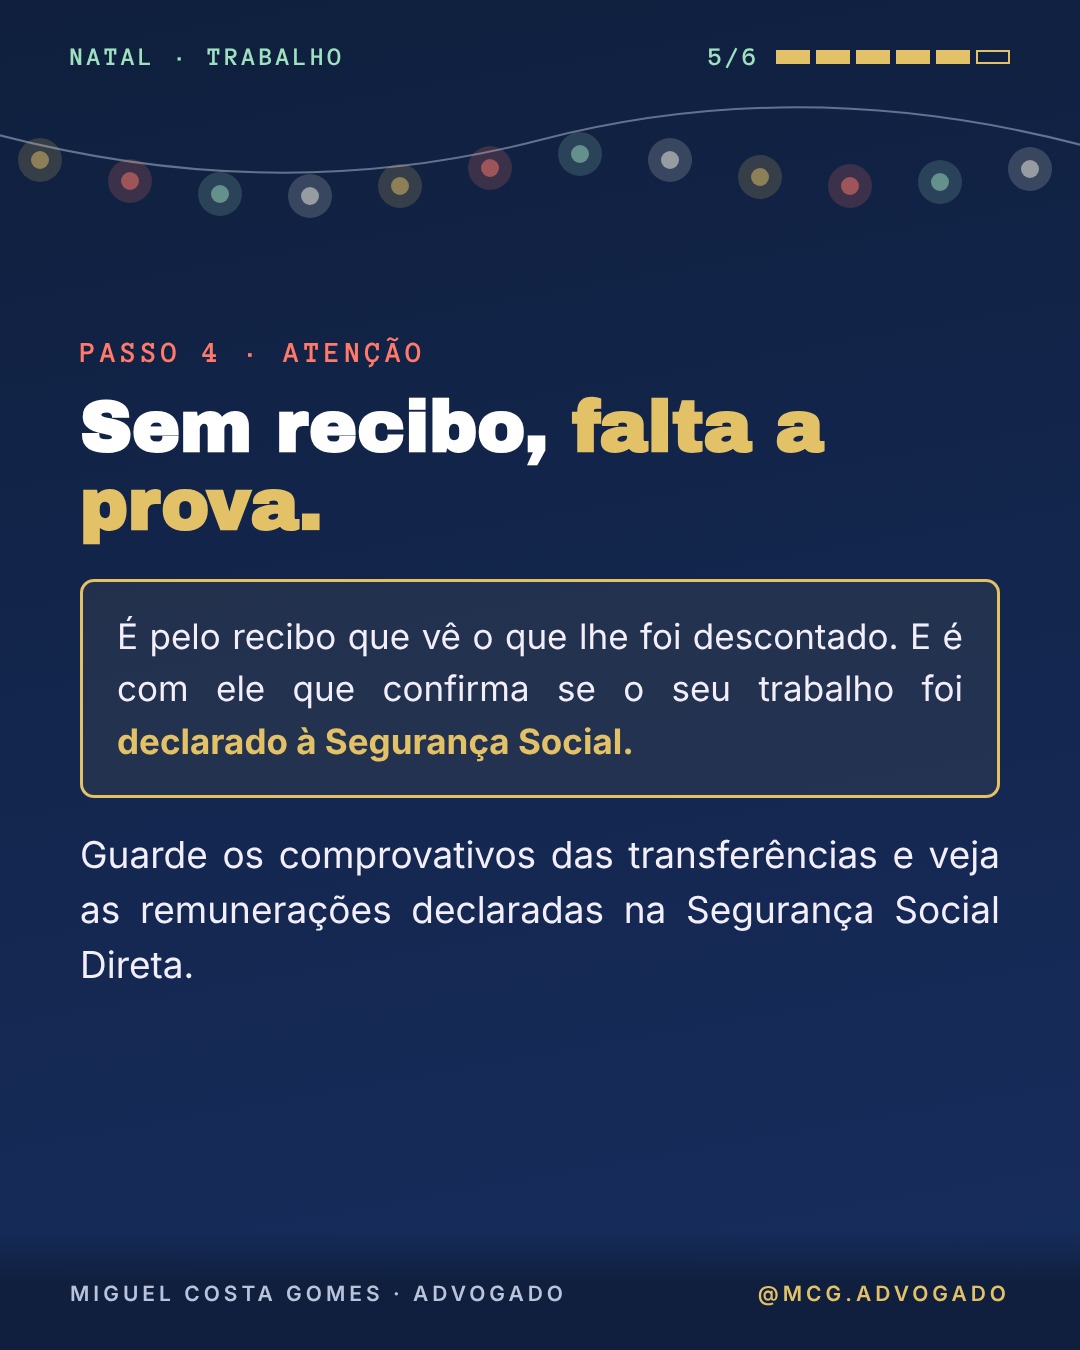 NATAL · TRABALHO
5/6
PASSO 4 · ATENÇÃO
Sem recibo, falta a
prova.
É pelo recibo que vê o que lhe foi descontado. E é
com ele que confirma se o seu trabalho foi
declarado à Segurança Social.
Guarde os comprovativos das transferências e veja
as remunerações declaradas na Segurança Social
Direta.
MIGUEL COSTA GOMES · ADVOGADO
@MCG.ADVOGADO